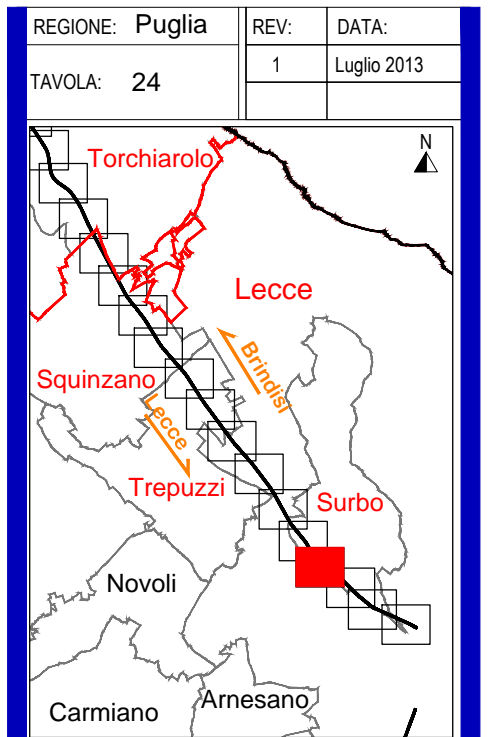 REGIONE: Puglia
REV:
DATA:
TAVOLA: 24
1
Luglio 2013
N
Torchiarolo
Lecce
Brindisi
Squinzano
Lecce
Trepuzzi
Surbo
Novoli
Arnesano
Carmiano